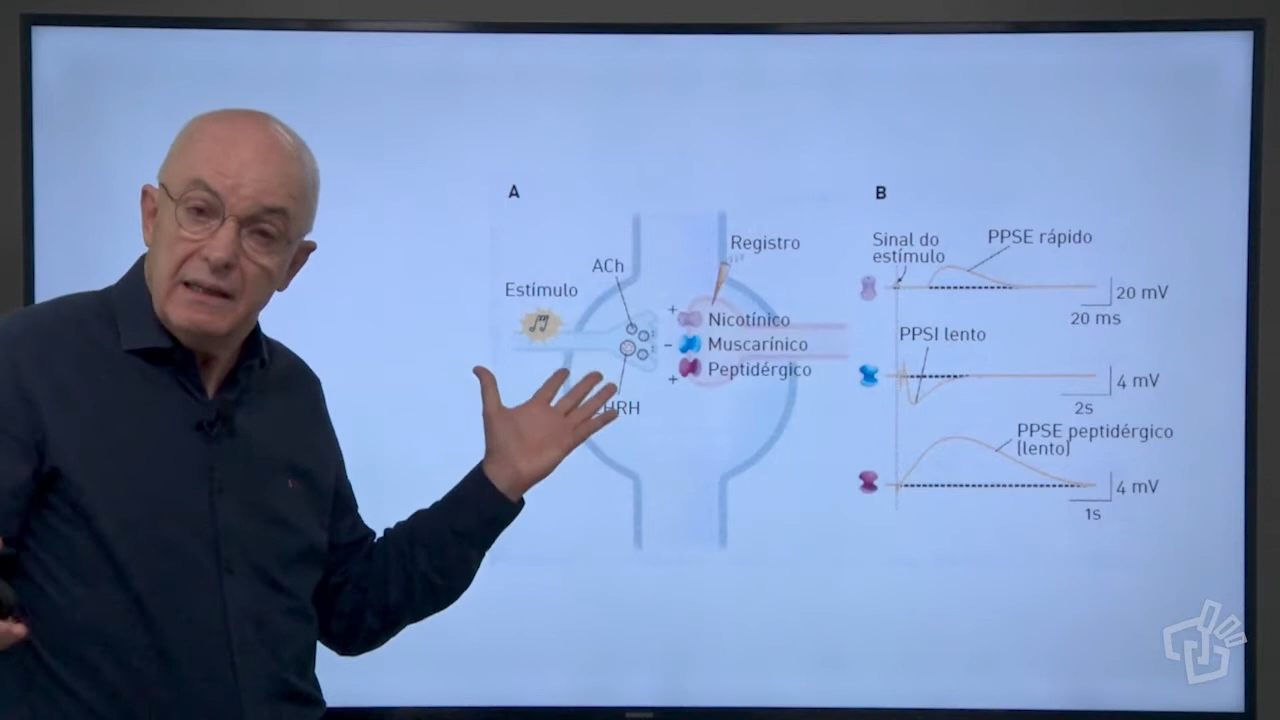 A
B
Registro
ACh
Estímulo
+
Nicotínico
–
Muscarínico
Peptidérgico
+
Sinal do
estímulo
PPSE rápido
20 mV
20 ms
PPSI lento
4 mV
2s
PPSE peptidérgico
(lento)
4 mV
1s